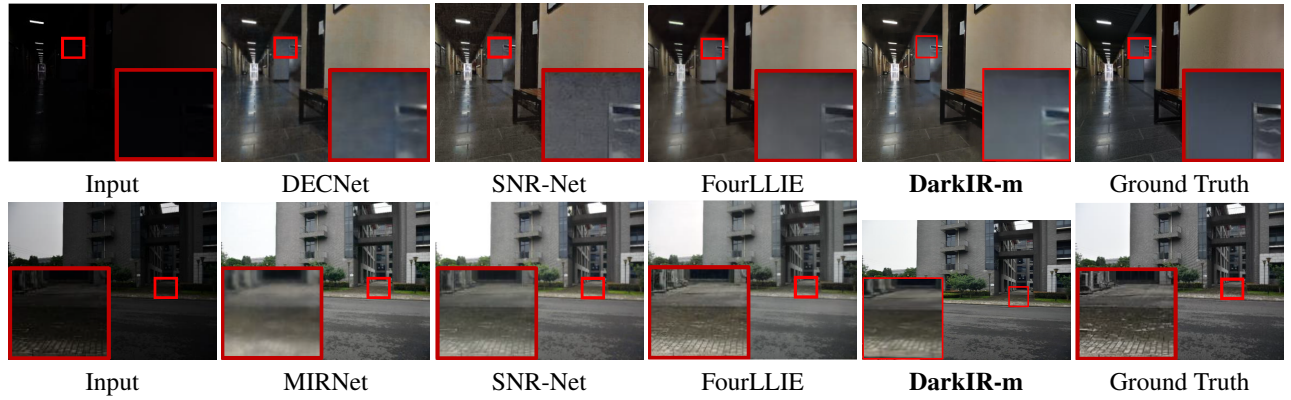 Input DECNet SNR-Net FourLLIE DarkIR-m Ground Truth
Input MIRNet SNR-Net FourLLIE DarkIR-m Ground Truth